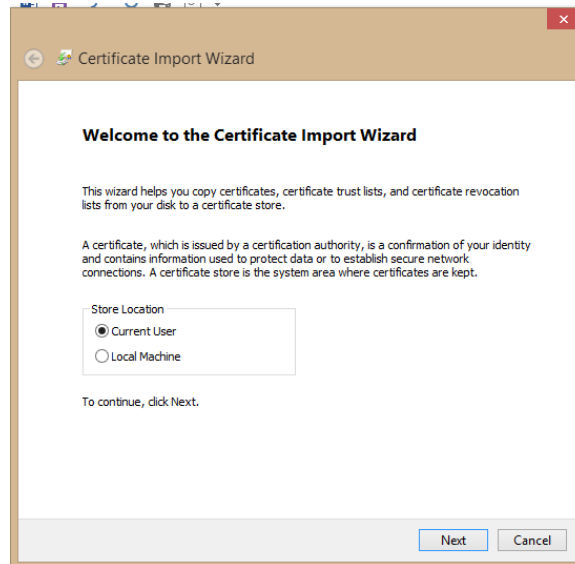 Certificate Import Wizard
Welcome to the Certificate Import Wizard
This wizard helps you copy certificates, certificate trust lists, and certificate revocation
lists from your disk to a certificate store.
A certificate, which is issued by a certification authority, is a confirmation of your identity
and contains information used to protect data or to establish secure network
connections. A certificate store is the system area where certificates are kept.
Store Location
Current User
Local Machine
To continue, click Next.
Next Cancel